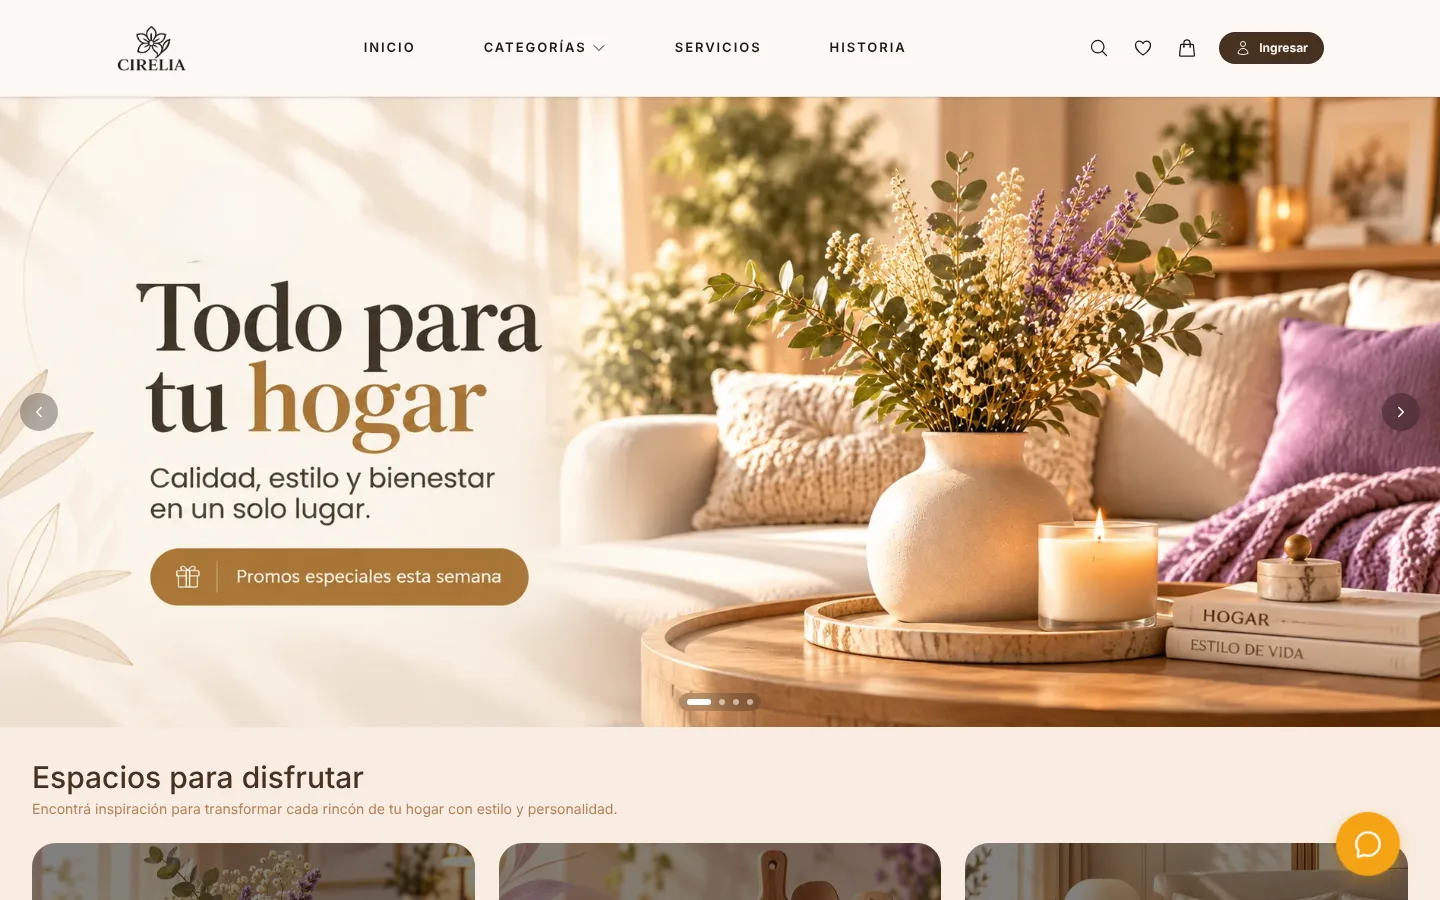 CIRELIA
INICIO
CATEGORÍAS
SERVICIOS
HISTORIA
Ingresar
Todo para
tu hogar
Calidad, estilo y bienestar
en un solo lugar.
Promos especiales esta semana
HOGAR
ESTILO DE VIDA
Espacios para disfrutar
Encontrá inspiración para transformar cada rincón de tu hogar con estilo y personalidad.